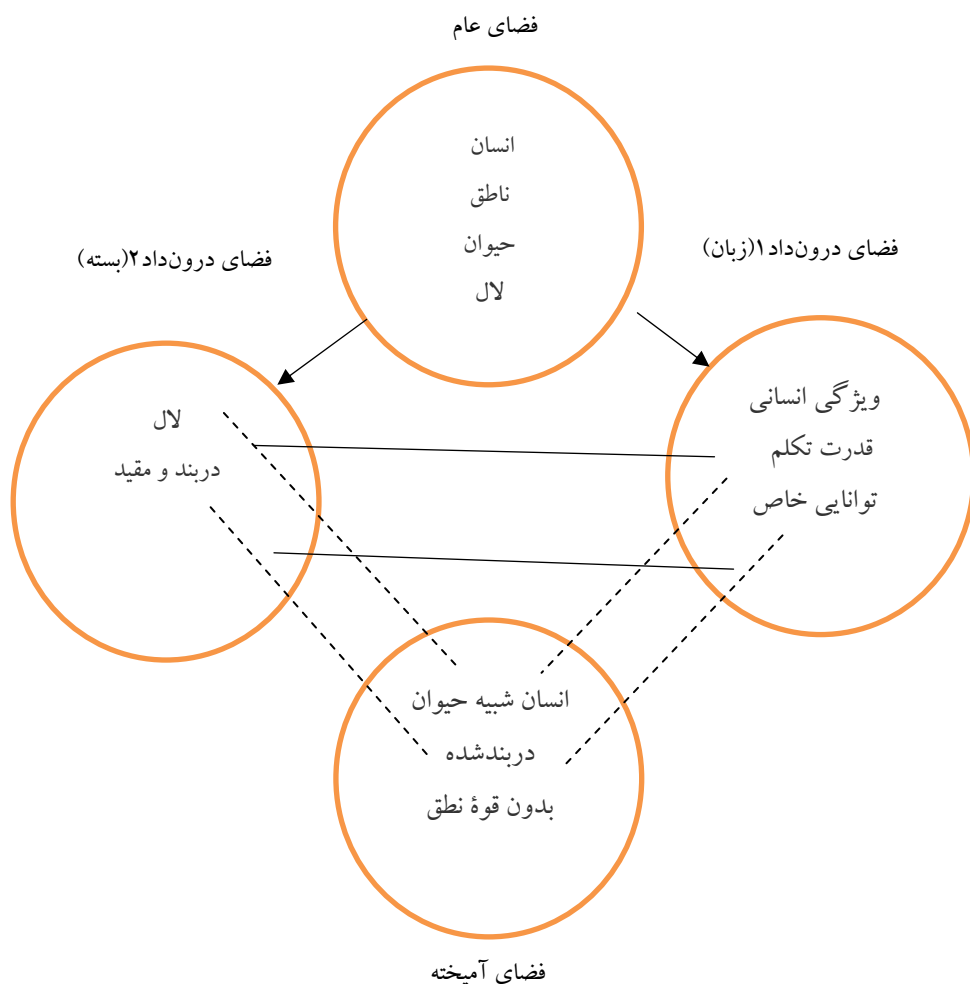 فضای عام
انسان
ناطق
حیوان
لال
فضای درون‌داد۱(زبان)
ویژگی انسانی
قدرت تکلم
توانایی خاص
فضای درون‌داد۲(بسته)
لال
دربند و مقید
انسان شبیه حیوان
دربندشده
بدون قوۀ نطق
فضای آمیخته